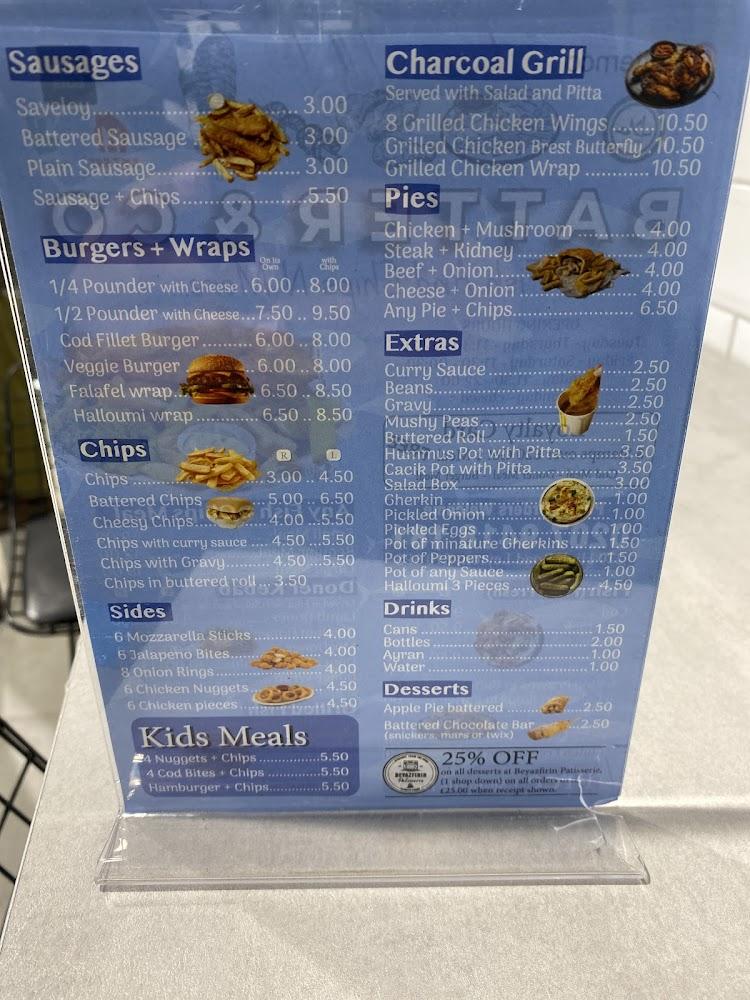 Sausages
Saveloy 3.00
Battered Sausage 3.00
Plain Sausage 3.00
Sausage + Chips 5.50
Burgers + Wraps
On Its Own with Chips
1/4 Pounder with Cheese 6.00 8.00
1/2 Pounder with Cheese 7.50 9.50
Cod Fillet Burger 6.00 8.00
Veggie Burger 6.00 8.00
Falafel wrap 6.50 8.50
Halloumi wrap 6.50 8.50
Chips
R L
Chips 3.00 4.50
Battered Chips 5.00 6.50
Cheesy Chips 4.00 5.50
Chips with curry sauce 4.50 5.50
Chips with Gravy 4.50 5.50
Chips in buttered roll 3.50
Sides
6 Mozzarella Sticks 4.00
6 Jalapeno Bites 4.00
8 Onion Rings 4.00
6 Chicken Nuggets 4.50
6 Chicken pieces 4.50
Kids Meals
4 Nuggets + Chips 5.50
4 Cod Bites + Chips 5.50
Hamburger + Chips 5.50
Charcoal Grill
Served with Salad and Pitta
8 Grilled Chicken Wings 10.50
Grilled Chicken Brest Butterfly 10.50
Grilled Chicken Wrap 10.50
Pies
Chicken + Mushroom 4.00
Steak + Kidney 4.00
Beef + Onion 4.00
Cheese + Onion 4.00
Any Pie + Chips 6.50
Extras
Curry Sauce 2.50
Beans 2.50
Gravy 2.50
Mushy Peas 2.50
Buttered Roll 1.50
Hummus Pot with Pitta 3.50
Cacik Pot with Pitta 3.50
Salad Box 3.00
Gherkin 1.00
Pickled Onion 1.00
Pickled Eggs 1.00
Pot of minature Gherkins 1.50
Pot of Peppers 1.50
Pot of any Sauce 1.00
Halloumi 3 Pieces 4.50
Drinks
Cans 1.50
Bottles 2.00
Ayran 1.00
Water 1.00
Desserts
Apple Pie battered 2.50
Battered Chocolate Bar 2.50
(snickers, mars or twix)
BEYAZFIRIN
25% OFF
on all desserts at Beyazfirin Patisserie,
(1 shop down) on all orders
£25.00 when receipt shown.